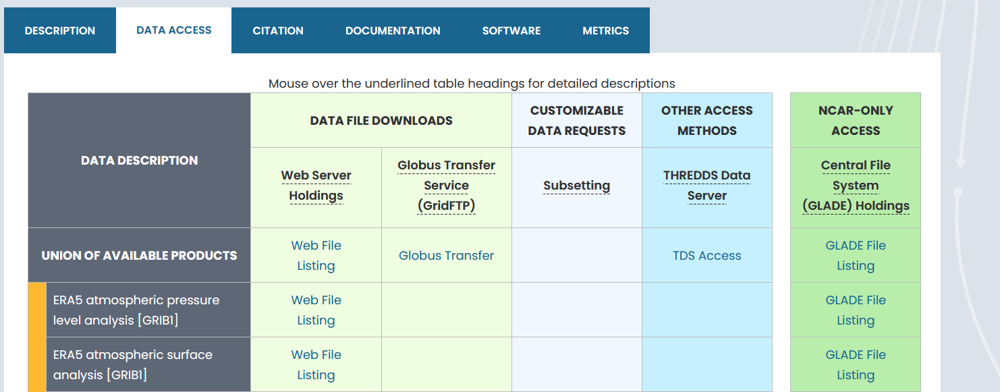 DESCRIPTION
DATA ACCESS
CITATION
DOCUMENTATION
SOFTWARE
METRICS
Mouse over the underlined table headings for detailed descriptions
DATA DESCRIPTION
DATA FILE DOWNLOADS
CUSTOMIZABLE
DATA REQUESTS
OTHER ACCESS
METHODS
NCAR-ONLY
ACCESS
Web Server
Holdings
Globus Transfer
Service
(GridFTP)
Subsetting
THREDDS Data
Server
Central File
System
(GLADE) Holdings
UNION OF AVAILABLE PRODUCTS
Web File
Listing
Globus Transfer
TDS Access
GLADE File
Listing
ERA5 atmospheric pressure
level analysis [GRIB1]
Web File
Listing
GLADE File
Listing
ERA5 atmospheric surface
analysis [GRIB1]
Web File
Listing
GLADE File
Listing